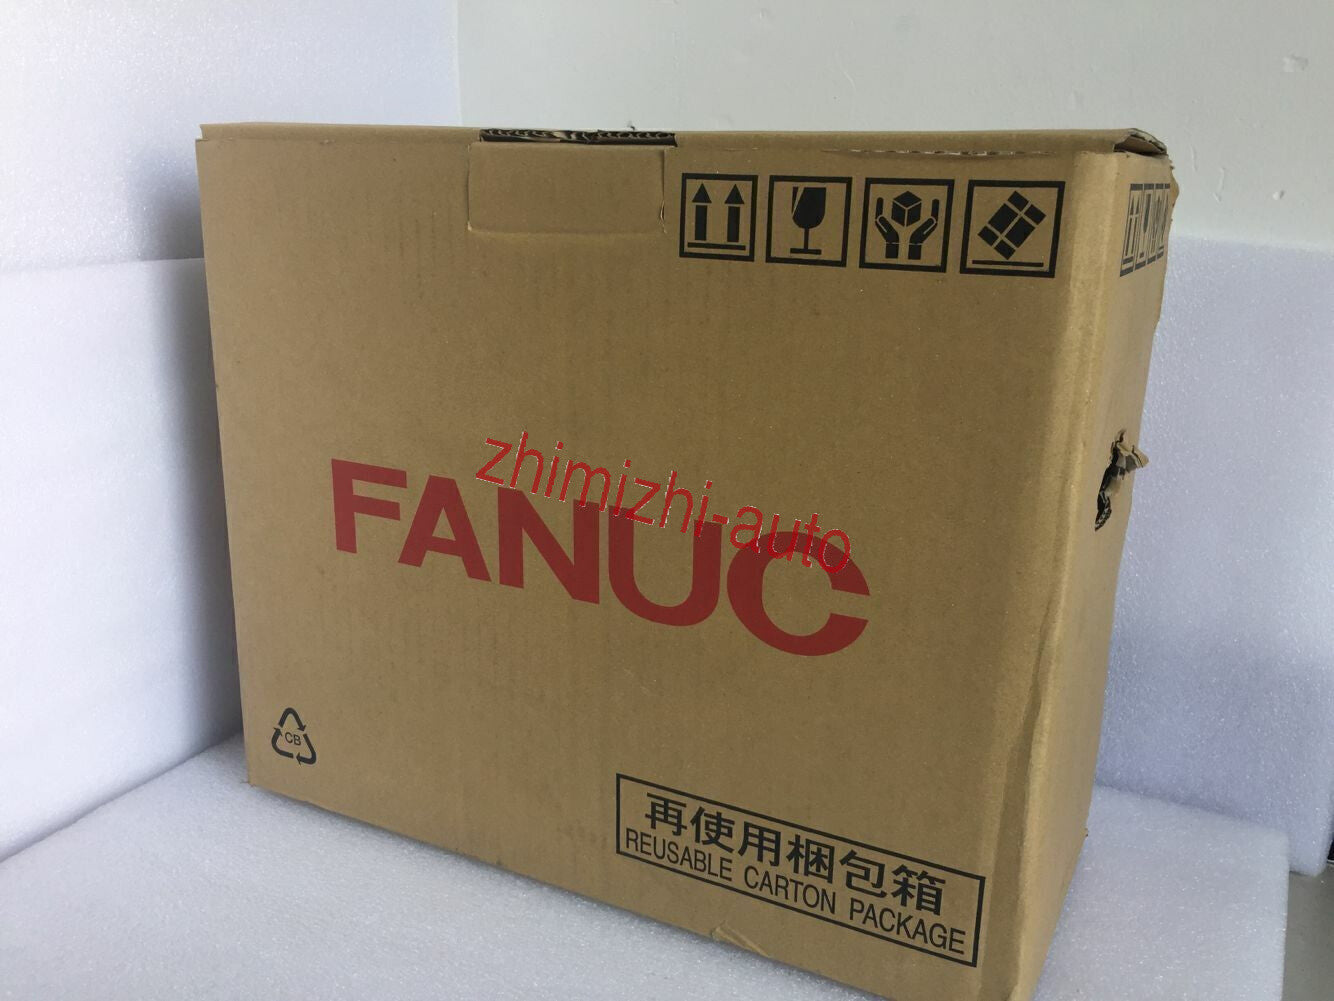 zhimizhi-auto
FANUC
CB
再使用梱包箱
REUSABLE CARTON PACKAGE